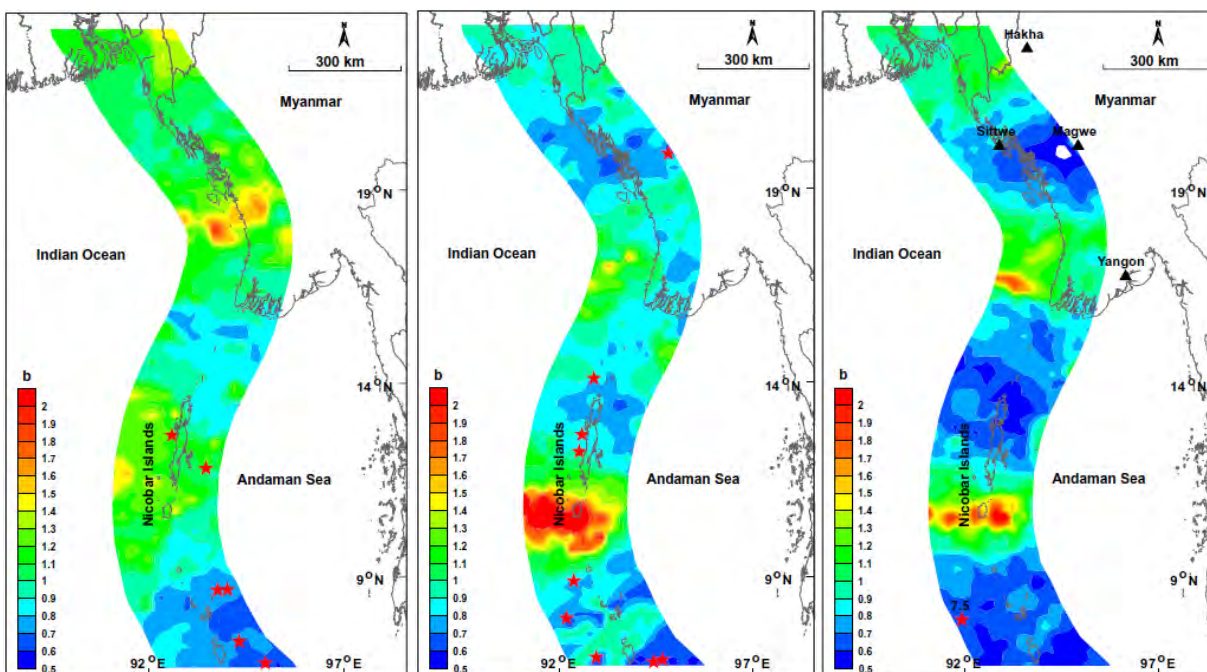 N
300 km
Myanmar
19°N
Indian Ocean
b
2
1.9
1.8
1.7
1.6
1.5
1.4
1.3
1.2
1.1
1
0.9
0.8
0.7
0.6
0.5
14°N
Nicobar Islands
Andaman Sea
9°N
92°E
97°E
N
300 km
Myanmar
19°N
Indian Ocean
b
2
1.9
1.8
1.7
1.6
1.5
1.4
1.3
1.2
1.1
1
0.9
0.8
0.7
0.6
0.5
14°N
Nicobar Islands
Andaman Sea
9°N
92°E
97°E
N
Hakha
300 km
Myanmar
Sittwe
Magwe
19°N
Indian Ocean
Yangon
b
2
1.9
1.8
1.7
1.6
1.5
1.4
1.3
1.2
1.1
1
0.9
0.8
0.7
0.6
0.5
14°N
Nicobar Islands
Andaman Sea
9°N
7.5
92°E
97°E